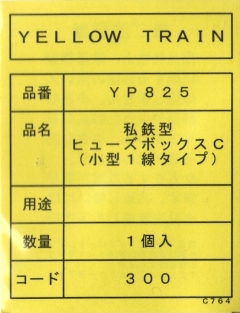 YELLOW TRAIN
品番 YP825
品名 私鉄型
ヒューズボックスC
(小型1線タイプ)
用途
数量 1個入
コード 300
C764